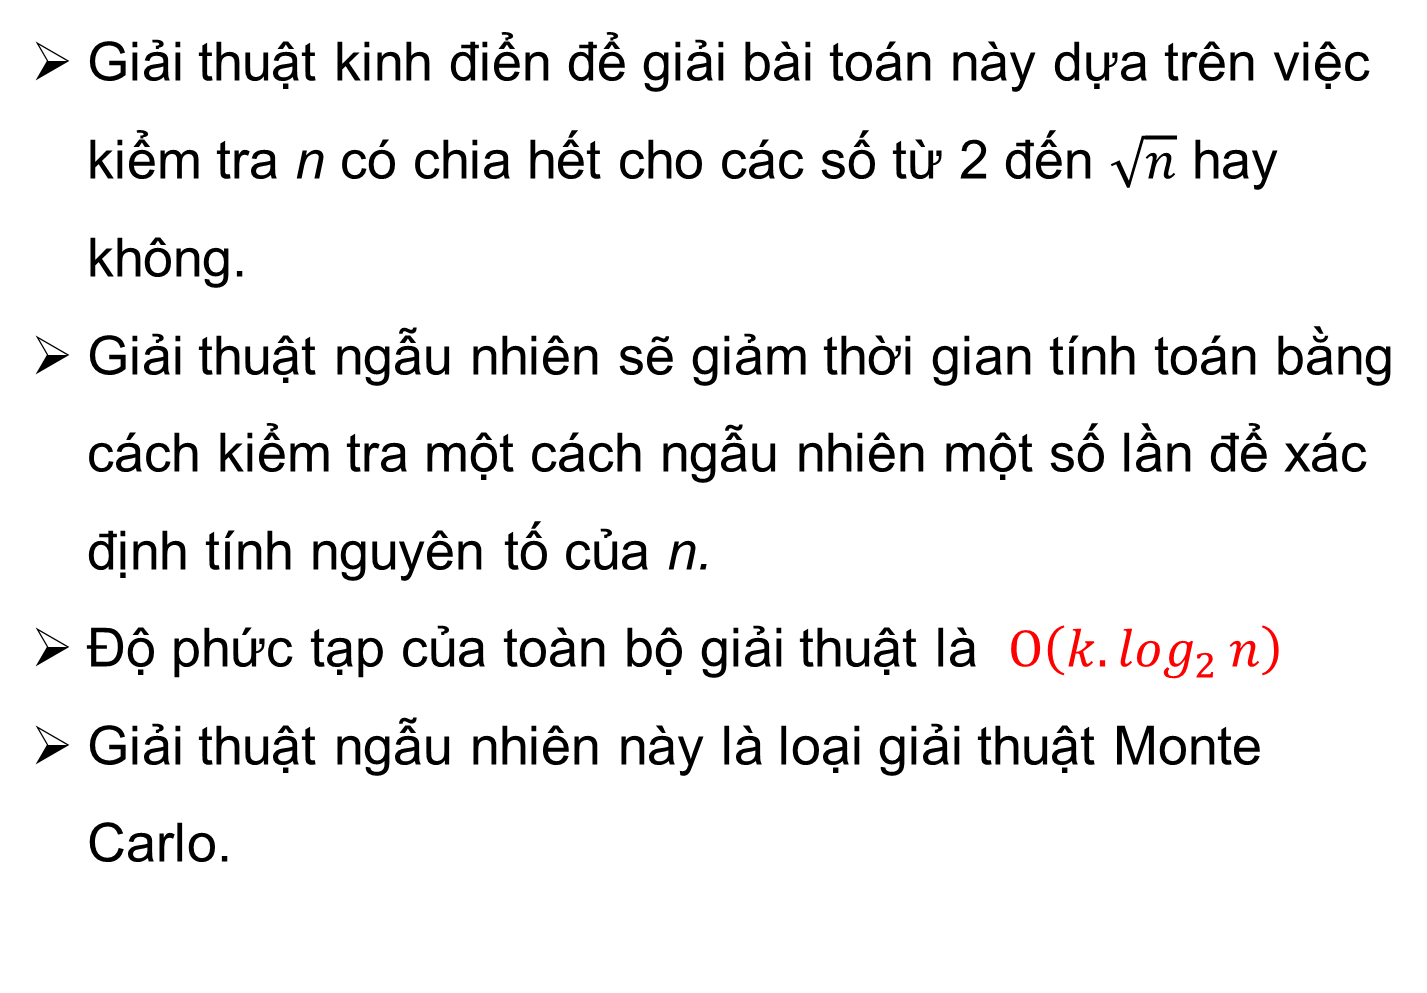 ➢ Giải thuật kinh điển để giải bài toán này dựa trên việc
kiểm tra n có chia hết cho các số từ 2 đến √n hay
không.
➢ Giải thuật ngẫu nhiên sẽ giảm thời gian tính toán bằng
cách kiểm tra một cách ngẫu nhiên một số lần để xác
định tính nguyên tố của n.
➢ Độ phức tạp của toàn bộ giải thuật là O(k. log₂ n)
➢ Giải thuật ngẫu nhiên này là loại giải thuật Monte
Carlo.